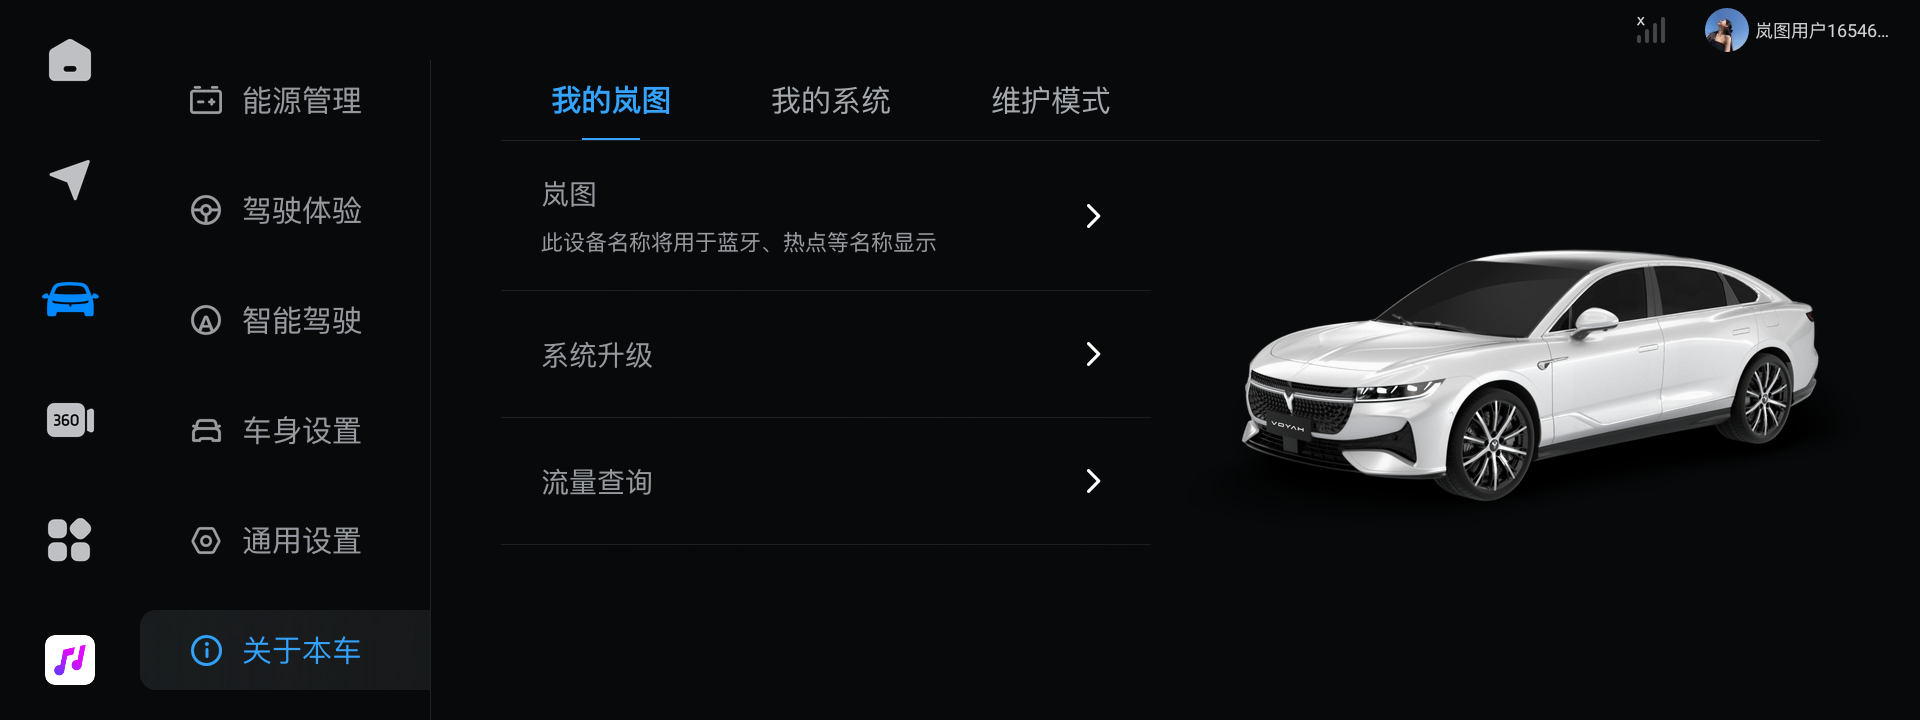 x
岚图用户16546...
360
能源管理
驾驶体验
智能驾驶
车身设置
通用设置
关于本车
我的岚图
我的系统
维护模式
岚图
此设备名称将用于蓝牙、热点等名称显示
系统升级
流量查询
VOYAH